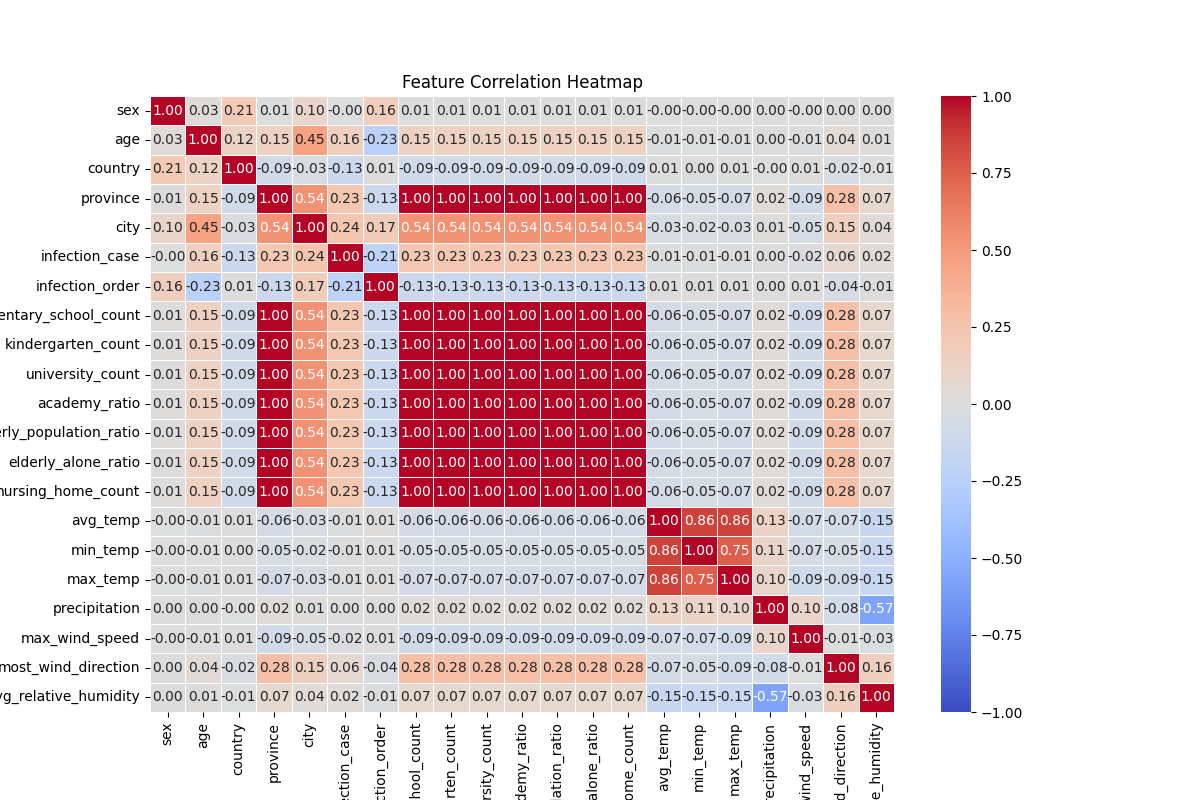 Feature Correlation Heatmap
sex 1.00 0.03 0.21 0.01 0.10 -0.00 0.16 0.01 0.01 0.01 0.01 0.01 0.01 0.01 -0.00 -0.00 -0.00 0.00 -0.00 0.00 0.00
age 0.03 1.00 0.12 0.15 0.45 0.16 -0.23 0.15 0.15 0.15 0.15 0.15 0.15 0.15 -0.01 -0.01 -0.01 0.00 -0.01 0.04 0.01
country 0.21 0.12 1.00 -0.09 -0.03 -0.13 0.01 -0.09 -0.09 -0.09 -0.09 -0.09 -0.09 -0.09 0.01 0.00 0.01 -0.00 0.01 -0.02 -0.01
province 0.01 0.15 -0.09 1.00 0.54 0.23 -0.13 1.00 1.00 1.00 1.00 1.00 1.00 1.00 -0.06 -0.05 -0.07 0.02 -0.09 0.28 0.07
city 0.10 0.45 -0.03 0.54 1.00 0.24 0.17 0.54 0.54 0.54 0.54 0.54 0.54 0.54 -0.03 -0.02 -0.03 0.01 -0.05 0.15 0.04
infection_case -0.00 0.16 -0.13 0.23 0.24 1.00 -0.21 0.23 0.23 0.23 0.23 0.23 0.23 0.23 -0.01 -0.01 -0.01 0.00 -0.02 0.06 0.02
infection_order 0.16 -0.23 0.01 -0.13 0.17 -0.21 1.00 -0.13 -0.13 -0.13 -0.13 -0.13 -0.13 -0.13 0.01 0.01 0.01 0.00 0.01 -0.04 -0.01
entary_school_count 0.01 0.15 -0.09 1.00 0.54 0.23 -0.13 1.00 1.00 1.00 1.00 1.00 1.00 1.00 -0.06 -0.05 -0.07 0.02 -0.09 0.28 0.07
kindergarten_count 0.01 0.15 -0.09 1.00 0.54 0.23 -0.13 1.00 1.00 1.00 1.00 1.00 1.00 1.00 -0.06 -0.05 -0.07 0.02 -0.09 0.28 0.07
university_count 0.01 0.15 -0.09 1.00 0.54 0.23 -0.13 1.00 1.00 1.00 1.00 1.00 1.00 1.00 -0.06 -0.05 -0.07 0.02 -0.09 0.28 0.07
academy_ratio 0.01 0.15 -0.09 1.00 0.54 0.23 -0.13 1.00 1.00 1.00 1.00 1.00 1.00 1.00 -0.06 -0.05 -0.07 0.02 -0.09 0.28 0.07
erly_population_ratio 0.01 0.15 -0.09 1.00 0.54 0.23 -0.13 1.00 1.00 1.00 1.00 1.00 1.00 1.00 -0.06 -0.05 -0.07 0.02 -0.09 0.28 0.07
elderly_alone_ratio 0.01 0.15 -0.09 1.00 0.54 0.23 -0.13 1.00 1.00 1.00 1.00 1.00 1.00 1.00 -0.06 -0.05 -0.07 0.02 -0.09 0.28 0.07
nursing_home_count 0.01 0.15 -0.09 1.00 0.54 0.23 -0.13 1.00 1.00 1.00 1.00 1.00 1.00 1.00 -0.06 -0.05 -0.07 0.02 -0.09 0.28 0.07
avg_temp -0.00 -0.01 0.01 -0.06 -0.03 -0.01 0.01 -0.06 -0.06 -0.06 -0.06 -0.06 -0.06 -0.06 1.00 0.86 0.86 0.13 -0.07 -0.07 -0.15
min_temp -0.00 -0.01 0.00 -0.05 -0.02 -0.01 0.01 -0.05 -0.05 -0.05 -0.05 -0.05 -0.05 -0.05 0.86 1.00 0.75 0.11 -0.07 -0.05 -0.15
max_temp -0.00 -0.01 0.01 -0.07 -0.03 -0.01 0.01 -0.07 -0.07 -0.07 -0.07 -0.07 -0.07 -0.07 0.86 0.75 1.00 0.10 -0.09 -0.09 -0.15
precipitation 0.00 0.00 -0.00 0.02 0.01 0.00 0.00 0.02 0.02 0.02 0.02 0.02 0.02 0.02 0.13 0.11 0.10 1.00 0.10 -0.08 -0.57
max_wind_speed -0.00 -0.01 0.01 -0.09 -0.05 -0.02 0.01 -0.09 -0.09 -0.09 -0.09 -0.09 -0.09 -0.09 -0.07 -0.07 -0.09 0.10 1.00 -0.01 -0.03
most_wind_direction 0.00 0.04 -0.02 0.28 0.15 0.06 -0.04 0.28 0.28 0.28 0.28 0.28 0.28 0.28 -0.07 -0.05 -0.09 -0.08 -0.01 1.00 0.16
vg_relative_humidity 0.00 0.01 -0.01 0.07 0.04 0.02 -0.01 0.07 0.07 0.07 0.07 0.07 0.07 0.07 -0.15 -0.15 -0.15 -0.57 -0.03 0.16 1.00
sex
age
country
province
city
ection_case
ction_order
hool_count
rten_count
rsity_count
demy_ratio
lation_ratio
alone_ratio
ome_count
avg_temp
min_temp
max_temp
recipitation
wind_speed
d_direction
e_humidity
1.00
0.75
0.50
0.25
0.00
−0.25
−0.50
−0.75
−1.00